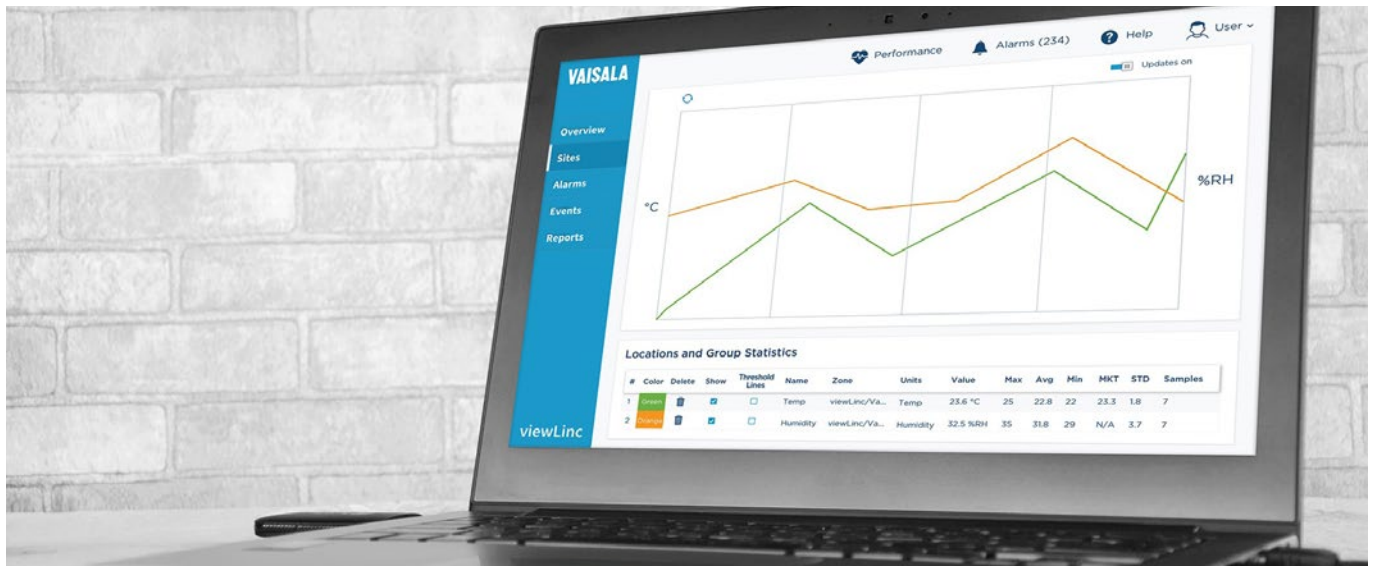 VAISALA
Performance
Alarms (234)
Help
User
Updates on
Overview
Sites
Alarms
Events
Reports
°C
%RH
Locations and Group Statistics
# Color Delete Show Threshold Lines Name Zone Units Value Max Avg Min MKT STD Samples
1 Green Temp viewLinc/Va... Temp 23.6 °C 25 22.8 22 23.3 1.8 7
2 Orange Humidity viewLinc/Va... Humidity 32.5 %RH 35 31.8 29 N/A 3.7 7
viewLinc